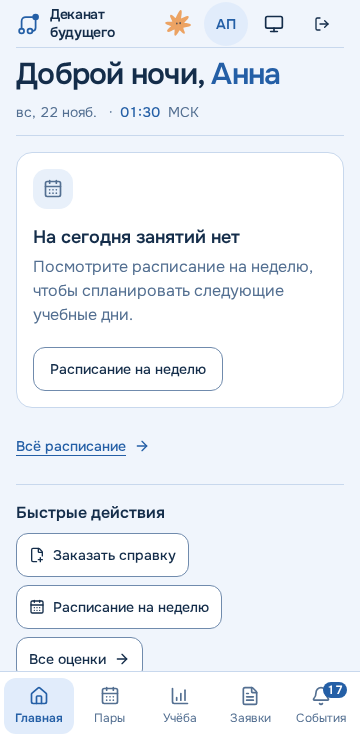 Деканат
будущего
АП
Доброй ночи, Анна
вс, 22 нояб. · 01:30 МСК
На сегодня занятий нет
Посмотрите расписание на неделю,
чтобы спланировать следующие
учебные дни.
Расписание на неделю
Всё расписание
Быстрые действия
Заказать справку
Расписание на неделю
Все оценки
17
Главная Пары Учёба Заявки События